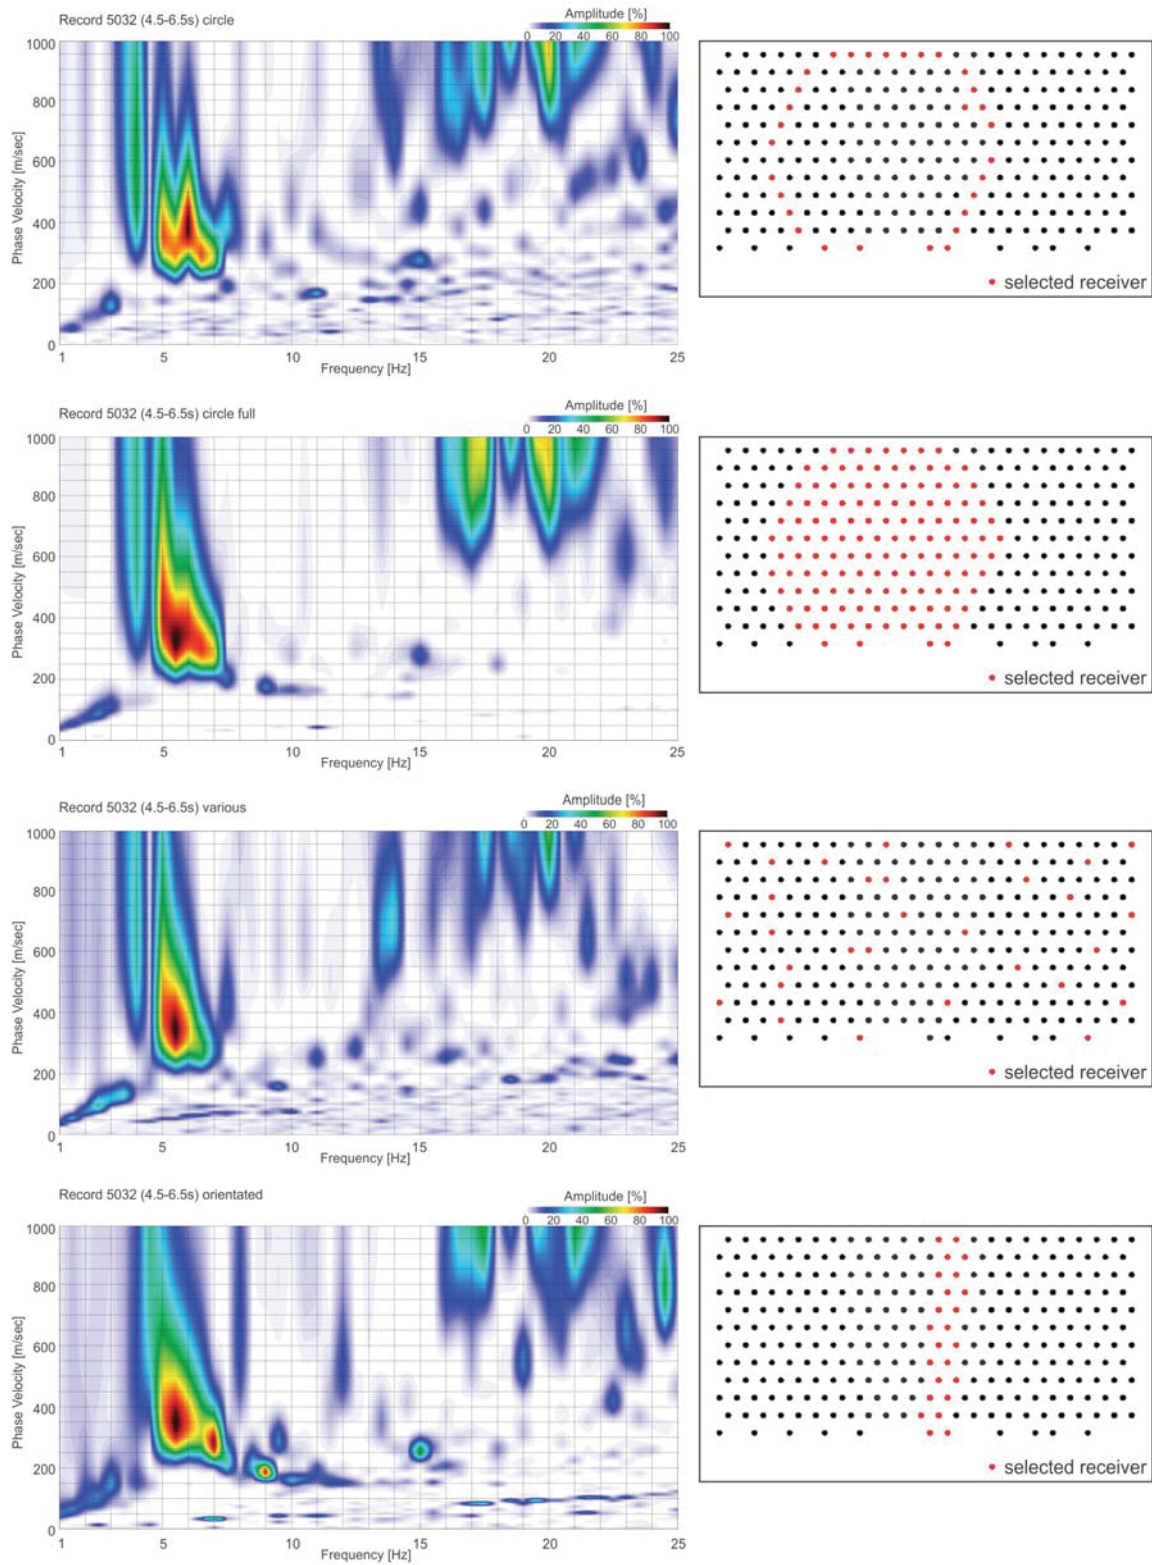 Record 5032 (4.5-6.5s) circle
Amplitude [%]
0 20 40 60 80 100
1000
800
600
400
200
0
Phase Velocity [m/sec]
1 5 10 15 20 25
Frequency [Hz]
selected receiver
Record 5032 (4.5-6.5s) circle full
Amplitude [%]
0 20 40 60 80 100
1000
800
600
400
200
0
Phase Velocity [m/sec]
1 5 10 15 20 25
Frequency [Hz]
selected receiver
Record 5032 (4.5-6.5s) various
Amplitude [%]
0 20 40 60 80 100
1000
800
600
400
200
0
Phase Velocity [m/sec]
1 5 10 15 20 25
Frequency [Hz]
selected receiver
Record 5032 (4.5-6.5s) orientated
Amplitude [%]
0 20 40 60 80 100
1000
800
600
400
200
0
Phase Velocity [m/sec]
1 5 10 15 20 25
Frequency [Hz]
selected receiver